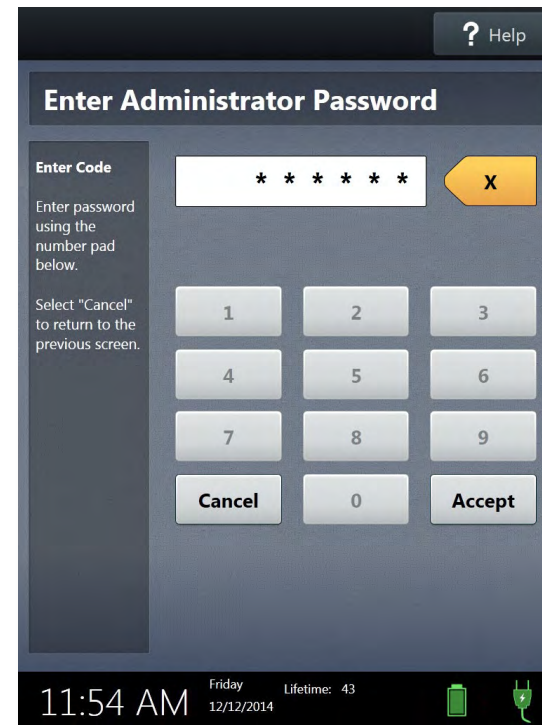 ? Help
Enter Administrator Password
Enter Code
Enter password
using the
number pad
below.
Select "Cancel"
to return to the
previous screen.
* * * * * *
X
1 2 3
4 5 6
7 8 9
Cancel 0 Accept
11:54 AM
Friday
12/12/2014
Lifetime: 43